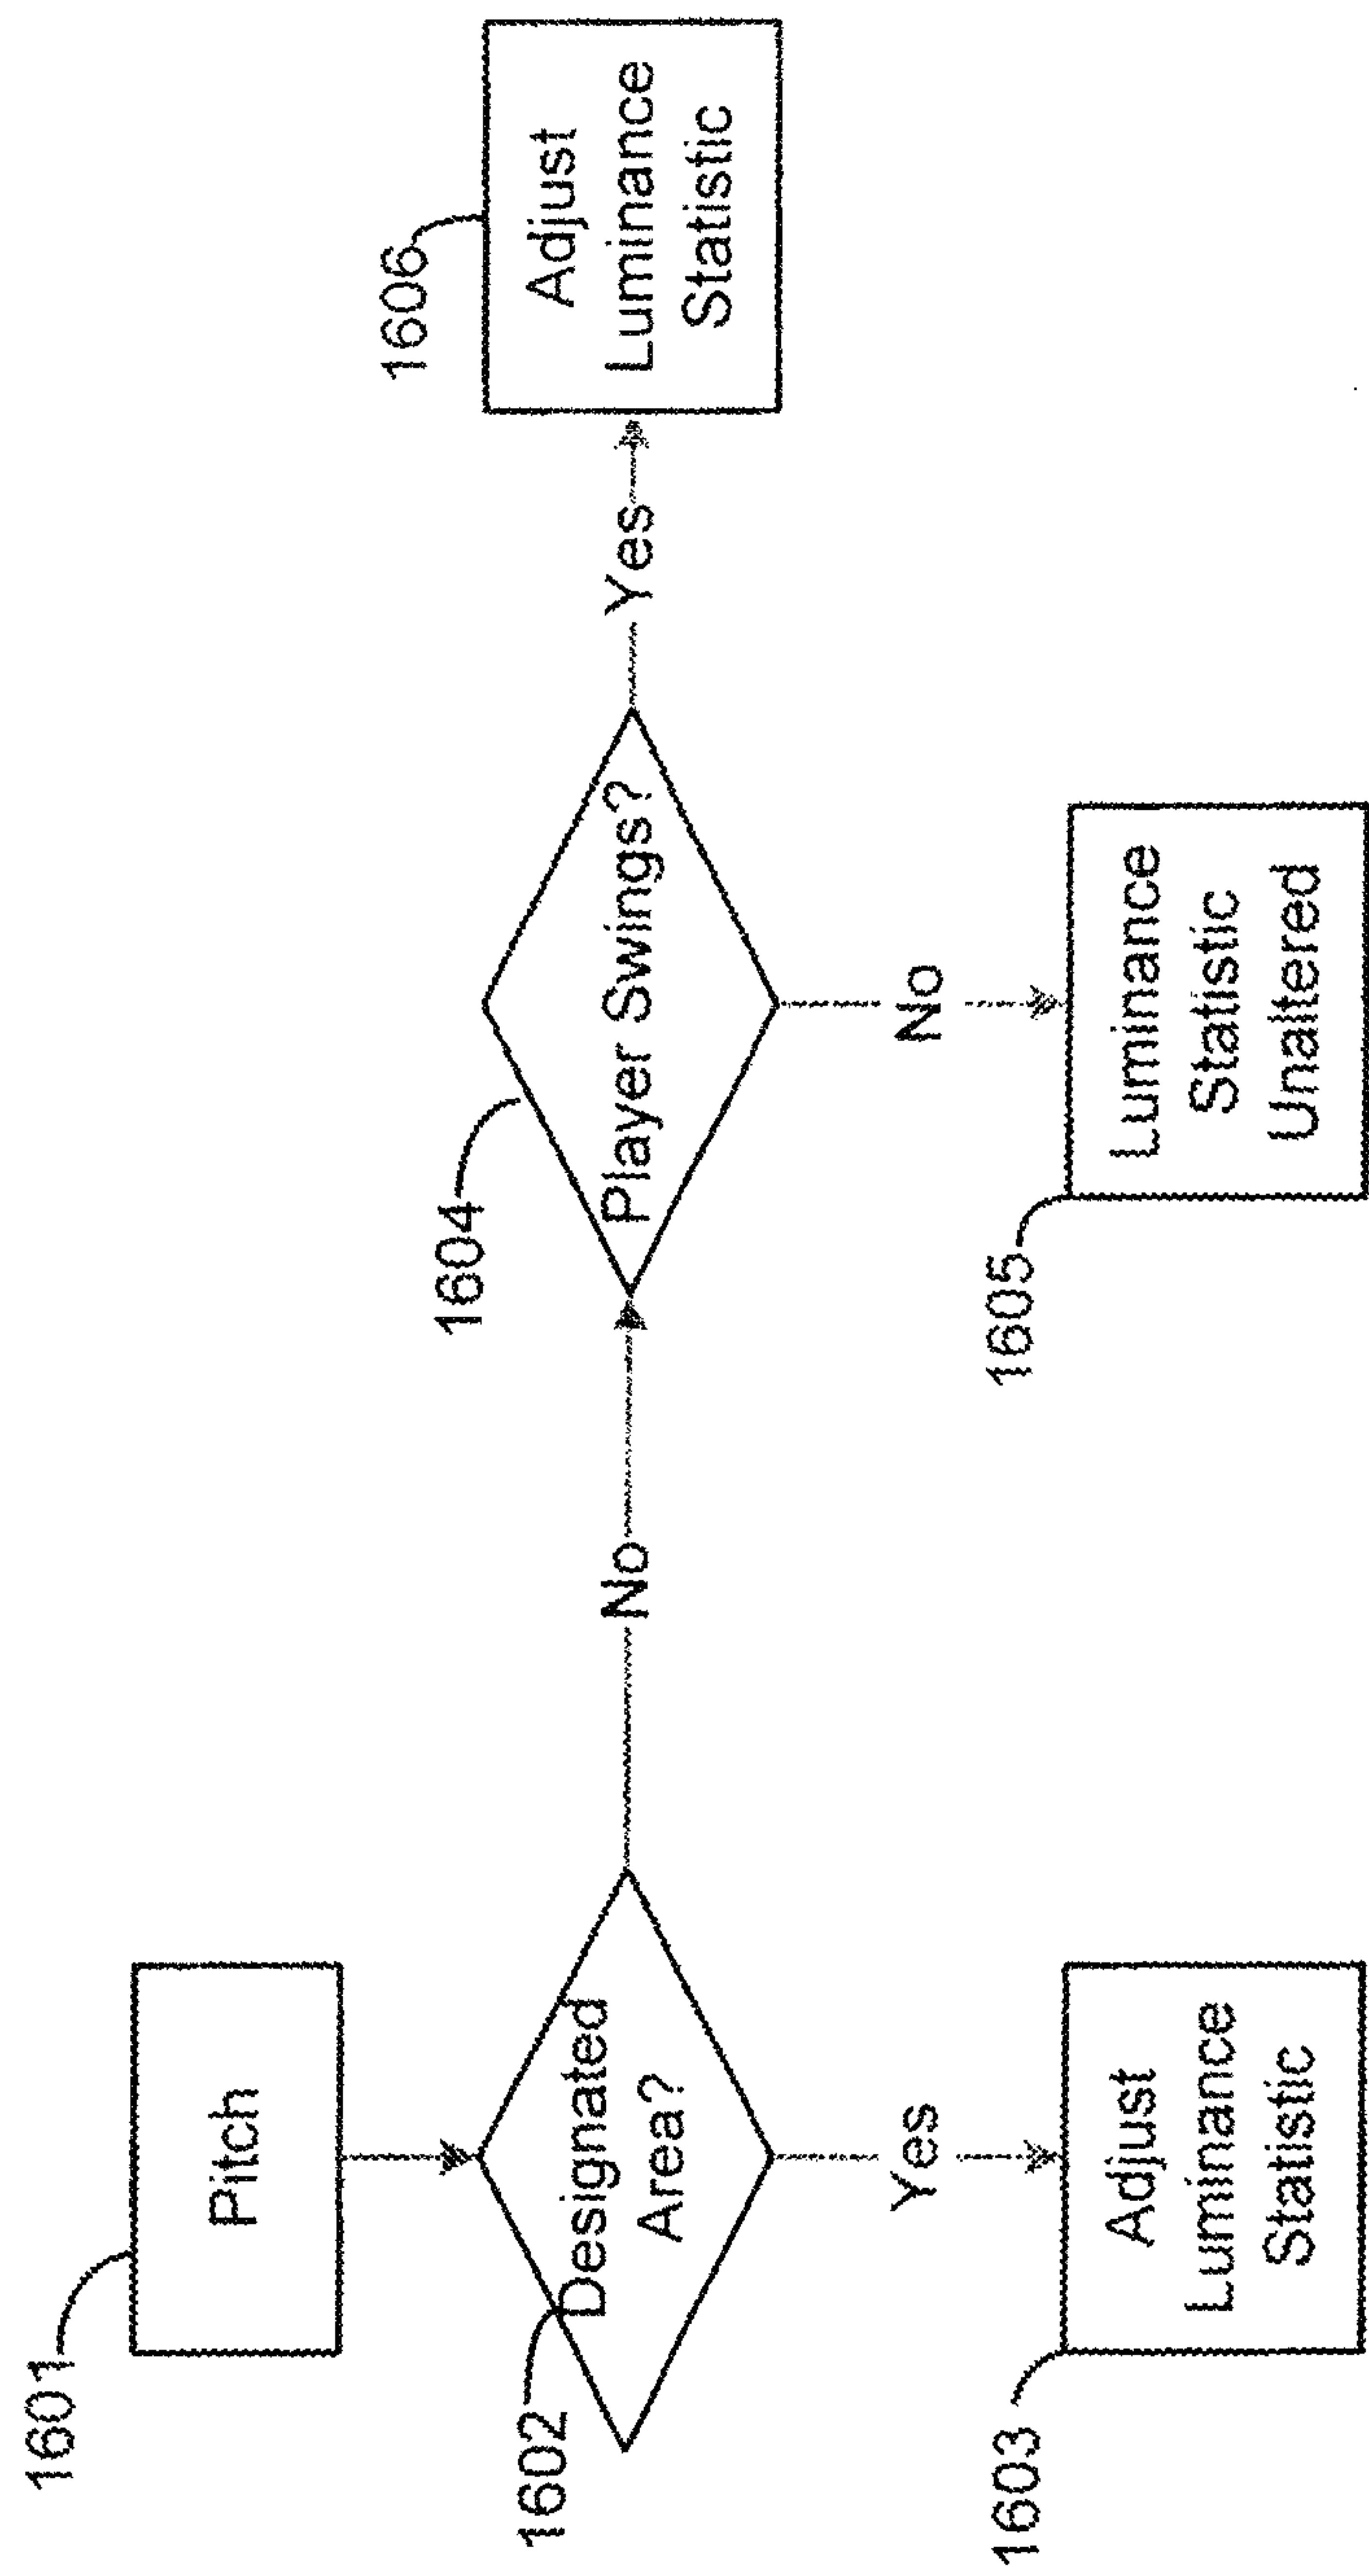 1601
Pitch
1602
Designated
Area?
No
1604
Player Swings?
Yes
1606
Adjust
Luminance
Statistic
Yes
1603
Adjust
Luminance
Statistic
No
1605
Luminance
Statistic
Unaltered